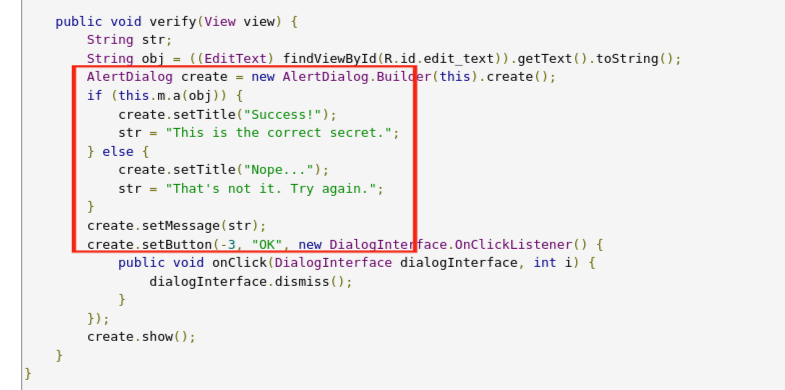 public void verify(View view) {
String str;
String obj = ((EditText) findViewById(R.id.edit_text)).getText().toString();
AlertDialog create = new AlertDialog.Builder(this).create();
if (this.m.a(obj)) {
create.setTitle("Success!");
str = "This is the correct secret.";
} else {
create.setTitle("Nope...");
str = "That's not it. Try again.";
}
create.setMessage(str);
create.setButton(-3, "OK", new DialogInterface.OnClickListener() {
public void onClick(DialogInterface dialogInterface, int i) {
dialogInterface.dismiss();
}
});
create.show();
}
}